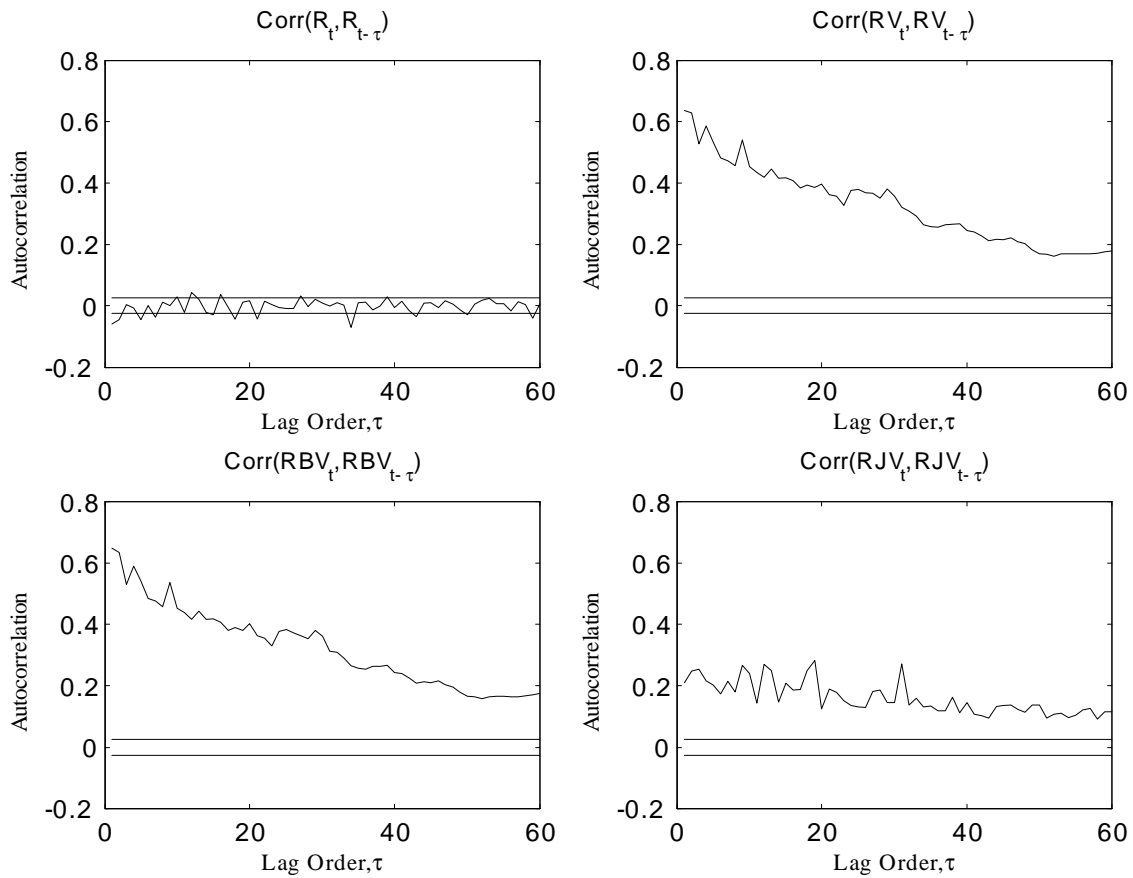 Corr(R_t,R_t-τ)
0.8
0.6
0.4
0.2
0
-0.2
Autocorrelation
0 20 40 60
Lag Order,τ
Corr(RV_t,RV_t-τ)
0.8
0.6
0.4
0.2
0
-0.2
Autocorrelation
0 20 40 60
Lag Order,τ
Corr(RBV_t,RBV_t-τ)
0.8
0.6
0.4
0.2
0
-0.2
Autocorrelation
0 20 40 60
Lag Order,τ
Corr(RJV_t,RJV_t-τ)
0.8
0.6
0.4
0.2
0
-0.2
Autocorrelation
0 20 40 60
Lag Order,τ